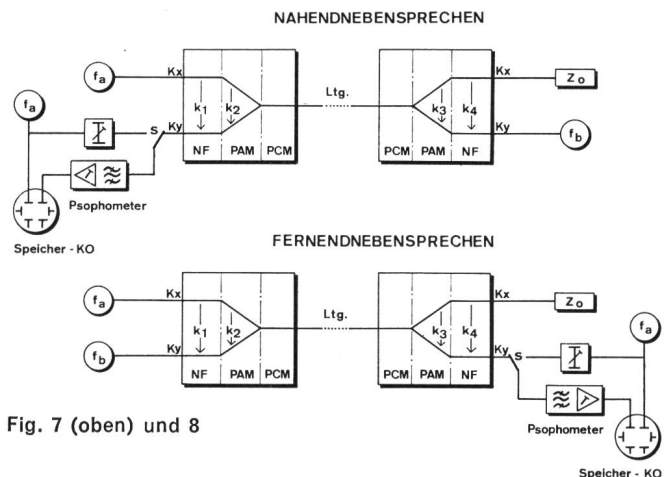 NAHENDNEBENSPRECHEN
fa Kx Kx Zo
fa Ltg.
k1 k2 k3 k4
S Ky Ky fb
NF PAM PCM PCM PAM NF
Psophometer
Speicher - KO
FERNENDNEBENSPRECHEN
fa Kx Kx Zo
Ltg. fa
k1 k2 k3 k4
fb Ky Ky S
NF PAM PCM PCM PAM NF
Psophometer
Fig. 7 (oben) und 8
Speicher - KO